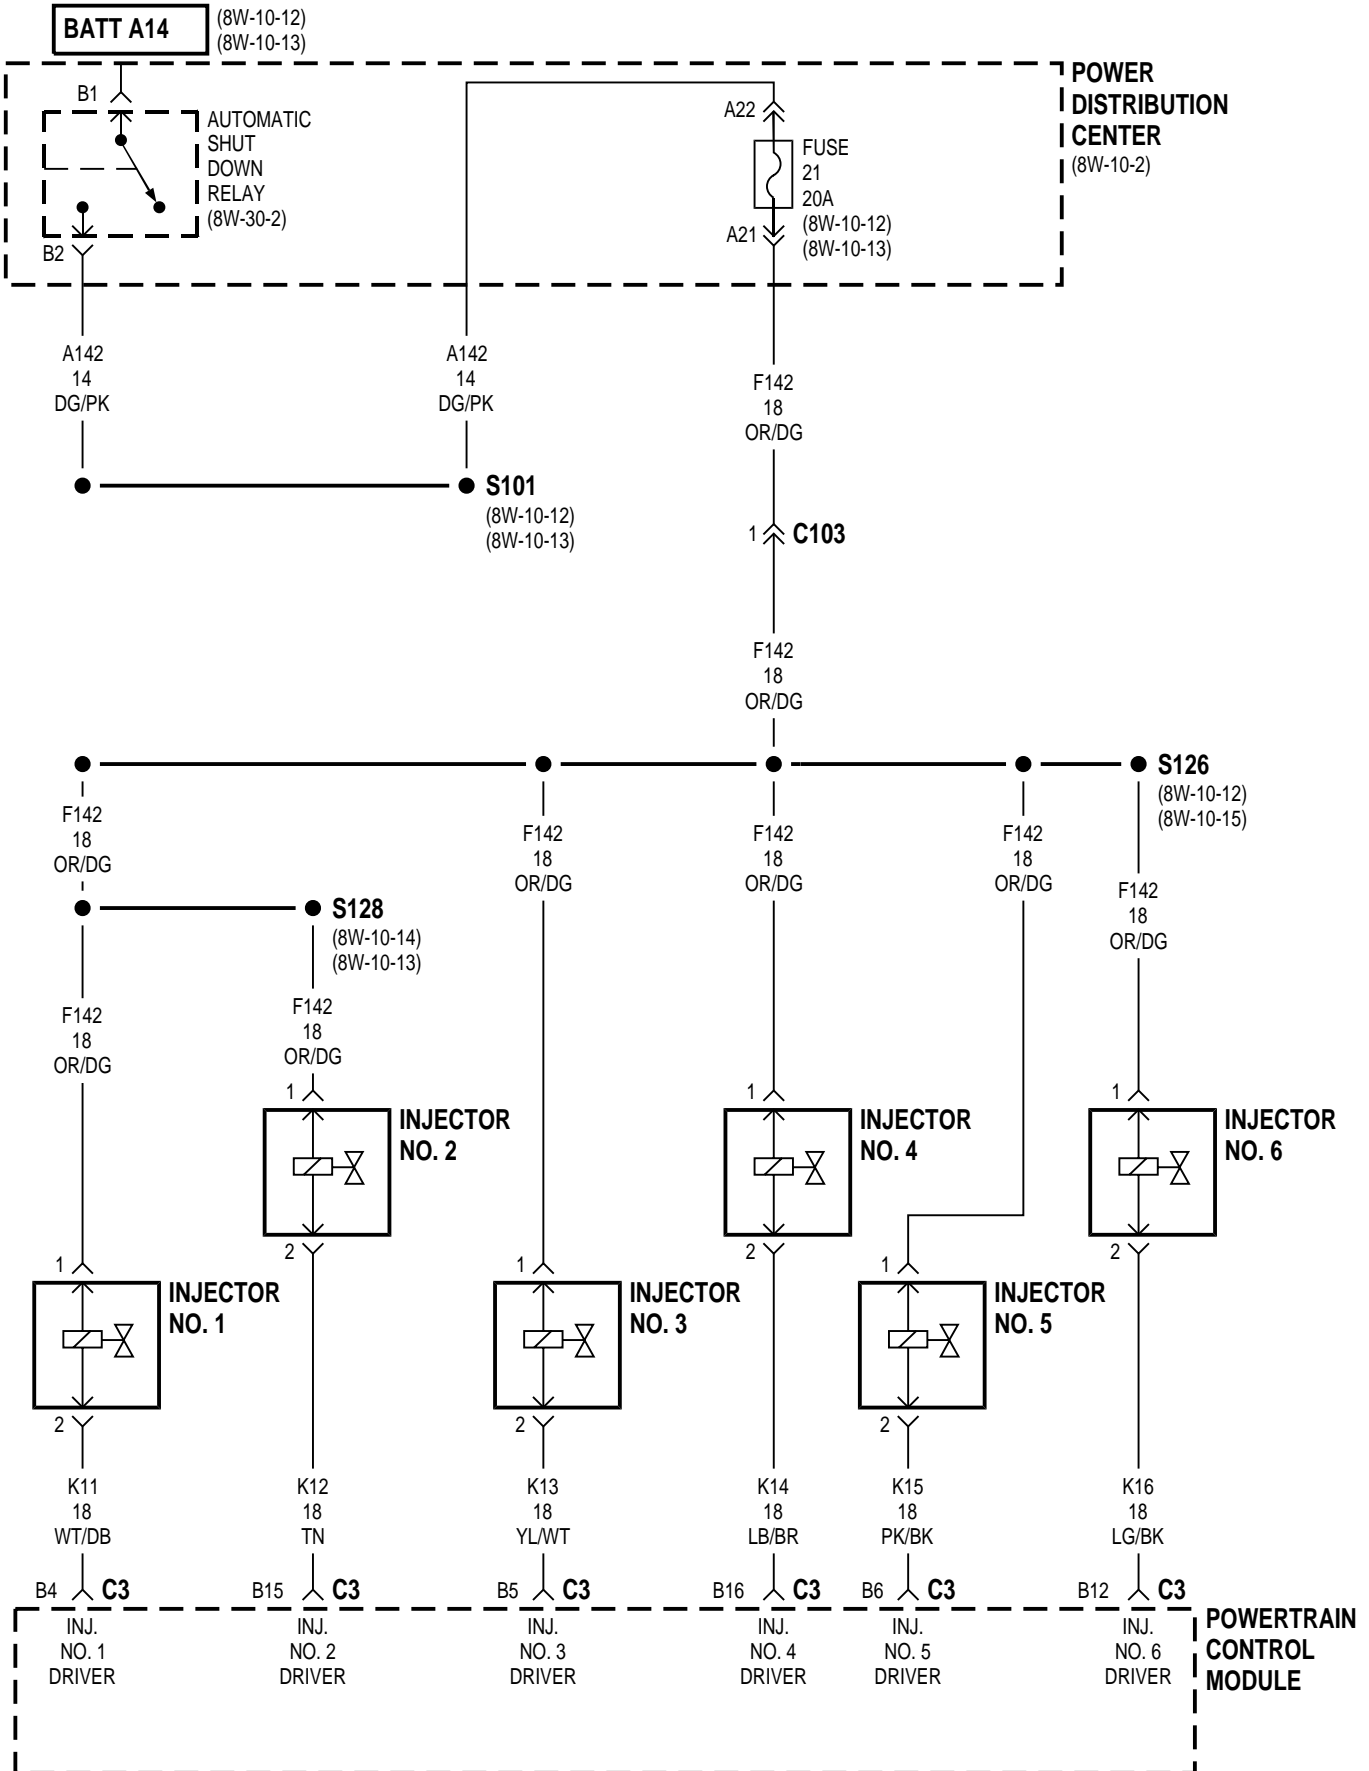 BATT A14
(8W-10-12)
(8W-10-13)
B1
AUTOMATIC
SHUT
DOWN
RELAY
(8W-30-2)
B2
A22
FUSE
21
20A
(8W-10-12)
(8W-10-13)
A21
POWER
DISTRIBUTION
CENTER
(8W-10-2)
A142
14
DG/PK
A142
14
DG/PK
F142
18
OR/DG
S101
(8W-10-12)
(8W-10-13)
1
C103
F142
18
OR/DG
S126
(8W-10-12)
(8W-10-15)
F142
18
OR/DG
F142
18
OR/DG
F142
18
OR/DG
F142
18
OR/DG
F142
18
OR/DG
S128
(8W-10-14)
(8W-10-13)
F142
18
OR/DG
F142
18
OR/DG
1
INJECTOR
NO. 2
2
1
INJECTOR
NO. 4
2
1
INJECTOR
NO. 6
2
1
INJECTOR
NO. 1
2
1
INJECTOR
NO. 3
2
1
INJECTOR
NO. 5
2
K11
18
WT/DB
K12
18
TN
K13
18
YL/WT
K14
18
LB/BR
K15
18
PK/BK
K16
18
LG/BK
B4
C3
B15
C3
B5
C3
B16
C3
B6
C3
B12
C3
INJ.
NO. 1
DRIVER
INJ.
NO. 2
DRIVER
INJ.
NO. 3
DRIVER
INJ.
NO. 4
DRIVER
INJ.
NO. 5
DRIVER
INJ.
NO. 6
DRIVER
POWERTRAIN
CONTROL
MODULE